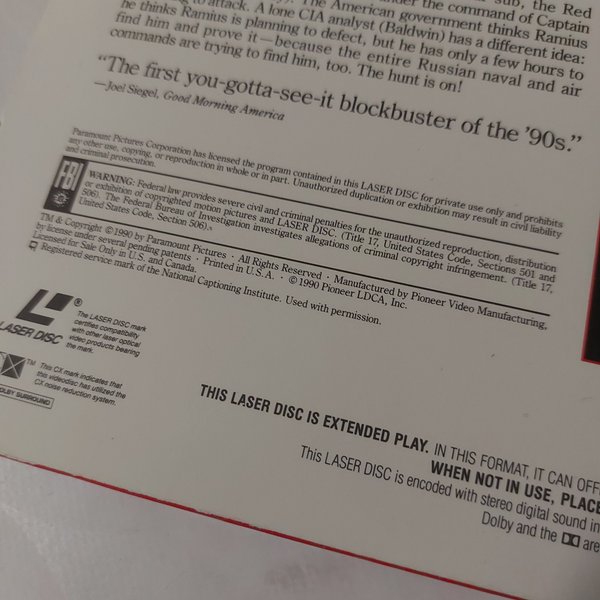 sub, the Red
to attack. A lone CIA analyst (Baldwin) has a different idea:
The American government thinks Ramius
under the command of Captain
he thinks Ramius is planning to defect, but he has only a few hours to
find him and prove it—because the entire Russian naval and air
commands are trying to find him, too. The hunt is on!
“The first you-gotta-see-it blockbuster of the ’90s.”
—Joel Siegel, Good Morning America
Paramount Pictures Corporation has licensed the program contained in this LASER DISC for private use only and prohibits
any other use, copying, or reproduction in whole or in part. Unauthorized duplication or exhibition may result in civil liability
and criminal prosecution.
FBI
WARNING: Federal law provides severe civil and criminal penalties for the unauthorized reproduction, distribution
or exhibition of copyrighted motion pictures and LASER DISC. (Title 17, United States Code, Sections 501 and
506). The Federal Bureau of Investigation investigates allegations of criminal copyright infringement. (Title 17,
United States Code, Section 506).
TM & Copyright © 1990 by Paramount Pictures · All Rights Reserved · Manufactured by Pioneer Video Manufacturing,
by license under several pending patents · Printed in U.S.A. · © 1990 Pioneer LDCA, Inc.
Licensed for Sale Only in U.S. and Canada.
Registered service mark of the National Captioning Institute. Used with permission.
LASER DISC ®
The LASER DISC mark
certifies compatibility
with other laser optical
video products bearing
the mark.
TM
This CX mark indicates that
this videodisc has utilized the
CX noise reduction system.
DOLBY SURROUND
THIS LASER DISC IS EXTENDED PLAY. IN THIS FORMAT, IT CAN OFF
WHEN NOT IN USE, PLACE
This LASER DISC is encoded with stereo digital sound in
Dolby and the are